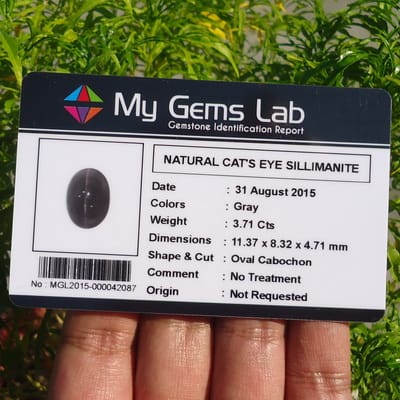 My Gems Lab
Gemstone Identification Report
NATURAL CAT'S EYE SILLIMANITE
Date : 31 August 2015
Colors : Gray
Weight : 3.71 Cts
Dimensions : 11.37 x 8.32 x 4.71 mm
Shape & Cut : Oval Cabochon
Comment : No Treatment
Origin : Not Requested
No : MGL2015-000042087